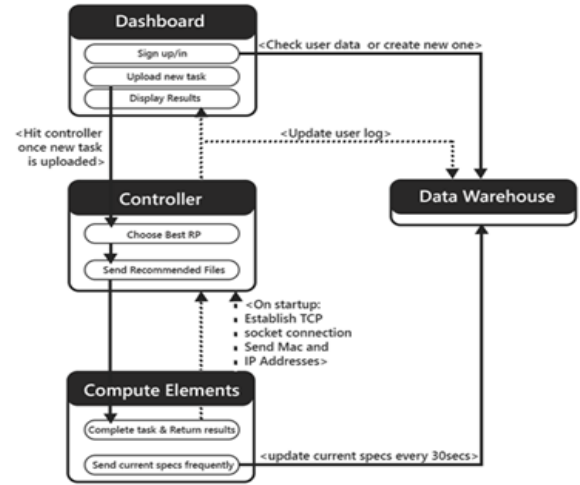 Dashboard
Sign up/in
<Check user data or create new one>
Upload new task
Display Results
<Hit controller
once new task
is uploaded>
<Update user log>
Controller
Data Warehouse
Choose Best RP
Send Recommended Files
<On startup:
Establish TCP
socket connection
Send Mac and
IP Addresses>
Compute Elements
Complete task & Return results
Send current specs frequently
<update current specs every 30secs>